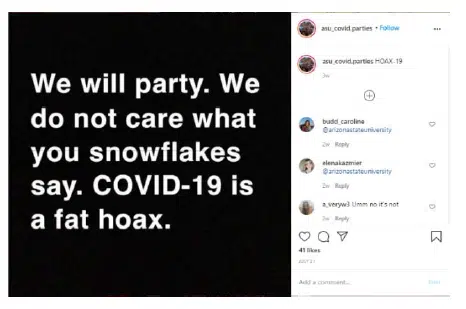 We will party. We
do not care what
you snowflakes
say. COVID-19 is
a fat hoax.
asu_covid.parties • Follow
asu_covid.parties HOAX-19
2w
budd_caroline
@arizonastateuniversity
2w Reply
elenakazmier
@arizonastateuniversity
2w Reply
a_veryw3 Umm no it's not
2w Reply
41 likes
Add a comment...
Post